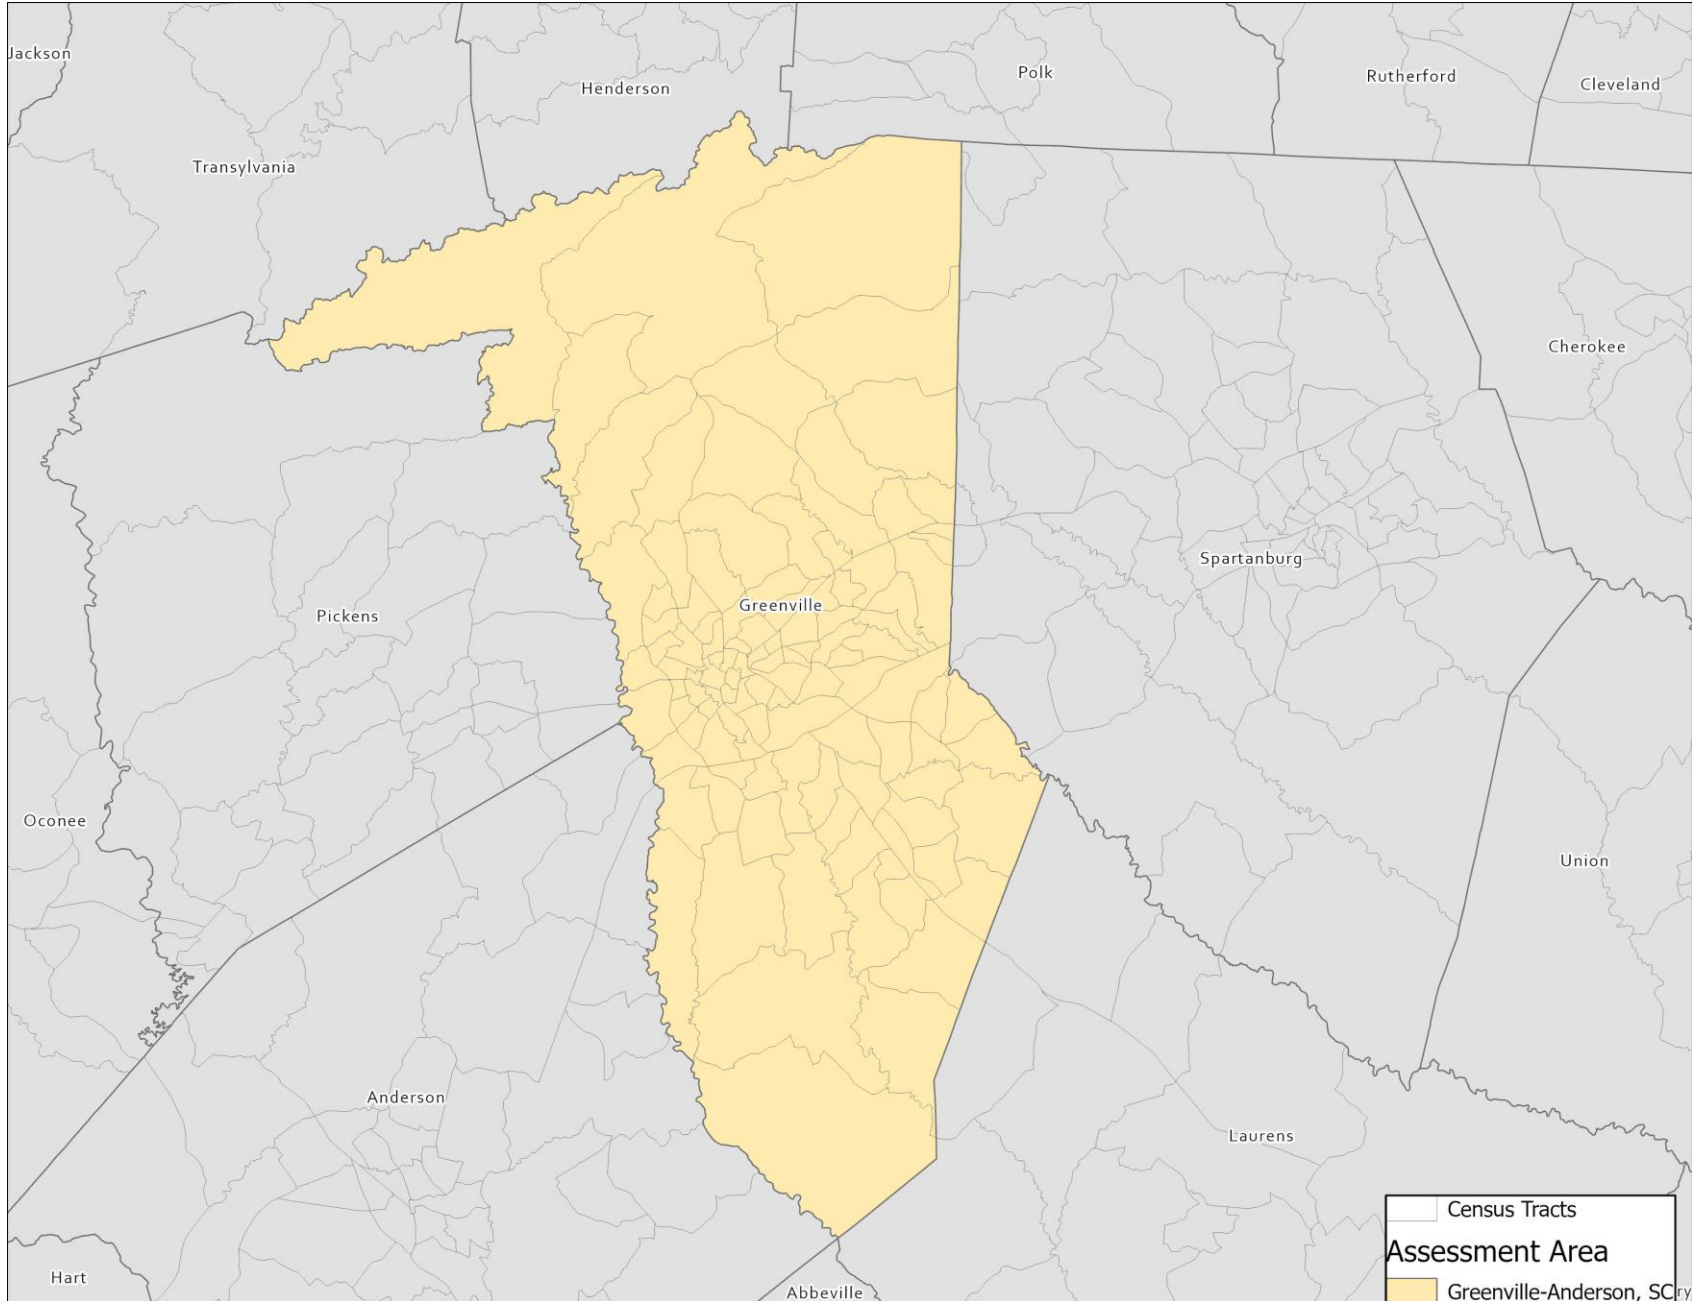 Jackson
Polk
Rutherford
Cleveland
Henderson
Transylvania
Cherokee
Spartanburg
Greenville
Pickens
Oconee
Union
Anderson
Laurens
Census Tracts
Assessment Area
Hart
Abbeville
Greenville-Anderson, SC